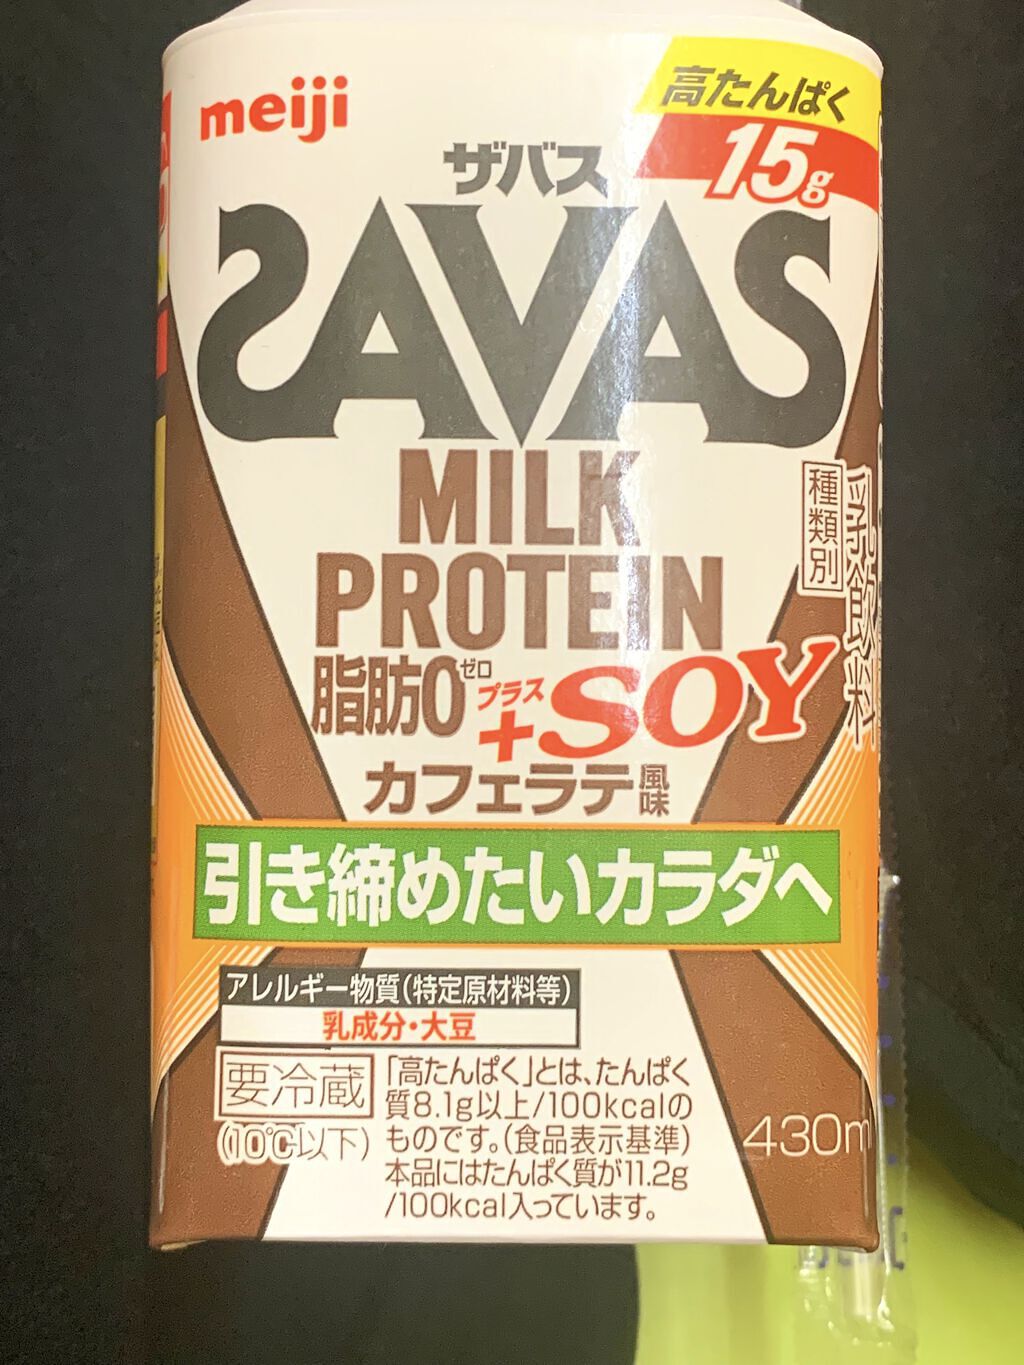 meiji
高たんぱく
15g
ザバス
SAVAS
MILK
PROTEIN
脂肪0ゼロ
プラス
+SOY
カフェラテ風味
種類別
乳飲料
引き締めたいカラダへ
アレルギー物質(特定原材料等)
乳成分・大豆
要冷蔵
(10℃以下)
「高たんぱく」とは、たんぱく
質8.1g以上/100kcalの
ものです。(食品表示基準)
本品にはたんぱく質が11.2g
/100kcal入っています。
430m